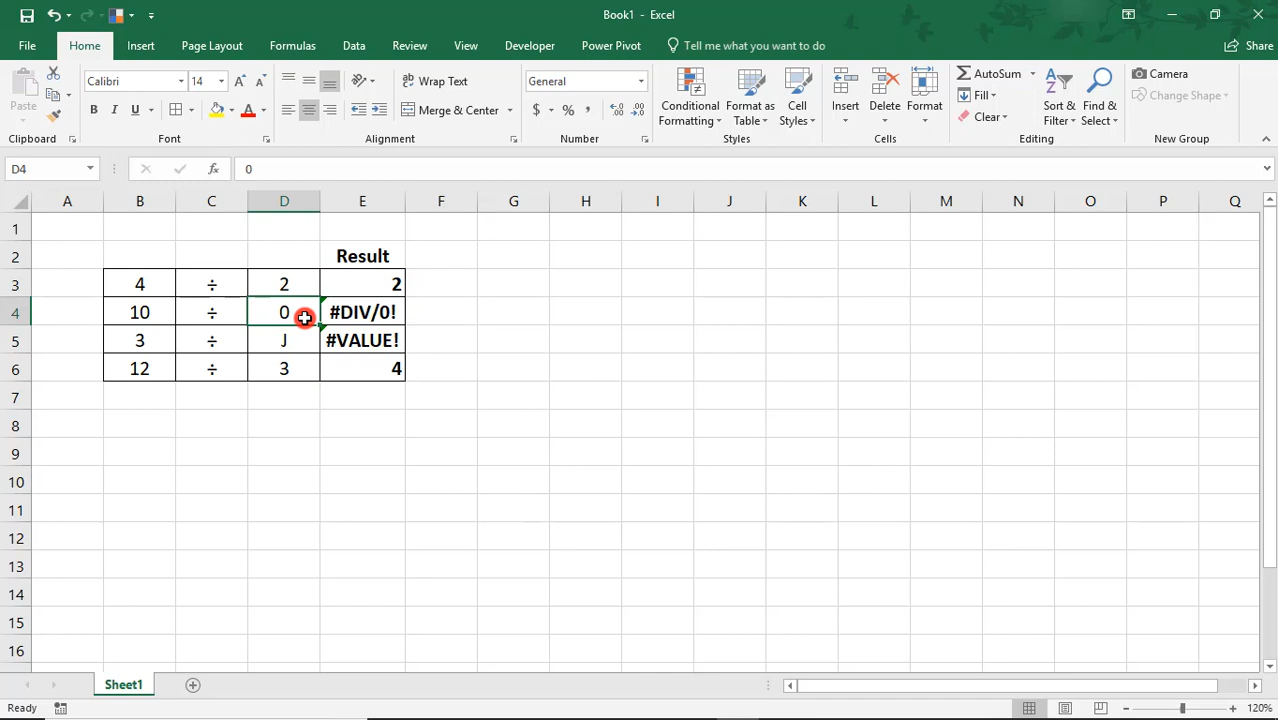 Book1 - Excel
File Home Insert Page Layout Formulas Data Review View Developer Power Pivot Tell me what you want to do Share
Paste
Calibri 14
B I U
A
Wrap Text
Merge & Center
General
$ % ,
Conditional Formatting
Format as Table
Cell Styles
Insert
Delete
Format
AutoSum
Fill
Clear
Sort & Filter
Find & Select
Camera
Change Shape
Clipboard Font Alignment Number Styles Cells Editing New Group
D4 fx 0
A B C D E F G H I J K L M N O P Q
1
2 Result
3 4 ÷ 2 2
4 10 ÷ 0 #DIV/0!
5 3 ÷ J #VALUE!
6 12 ÷ 3 4
7
8
9
10
11
12
13
14
15
16
Sheet1
Ready 120%